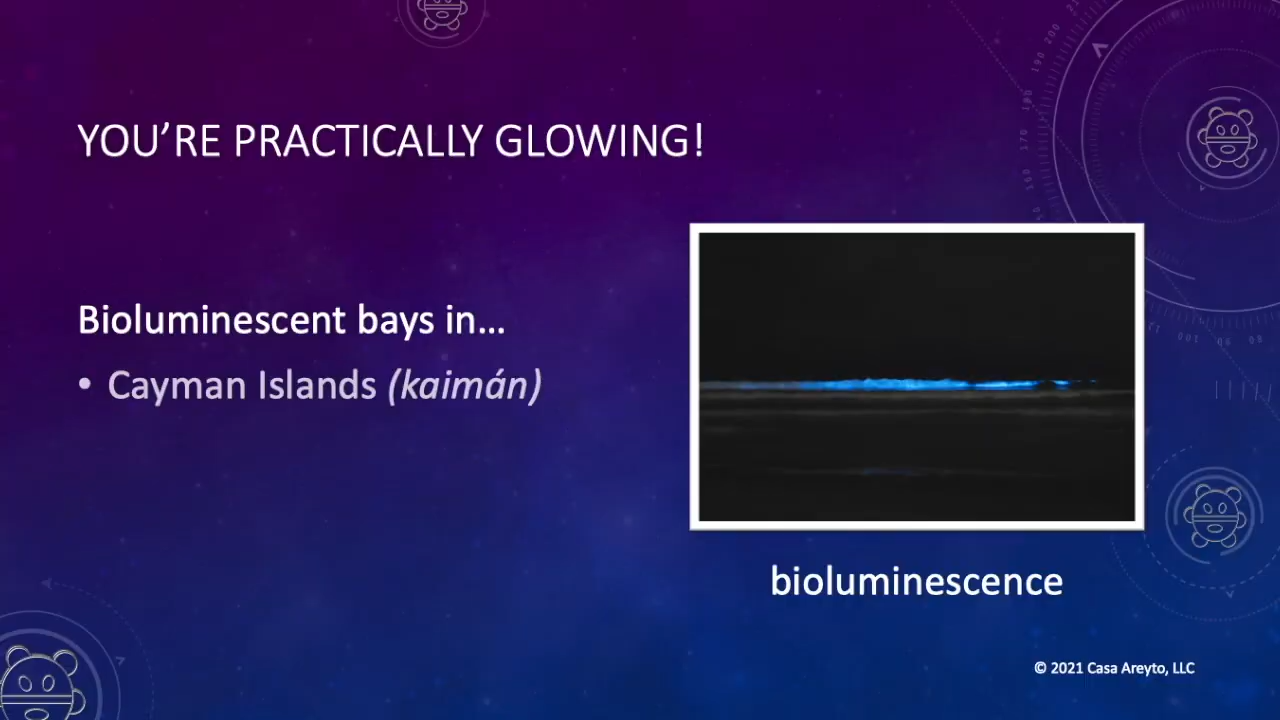 YOU’RE PRACTICALLY GLOWING!
Bioluminescent bays in…
• Cayman Islands (kaimán)
bioluminescence
© 2021 Casa Areyto, LLC